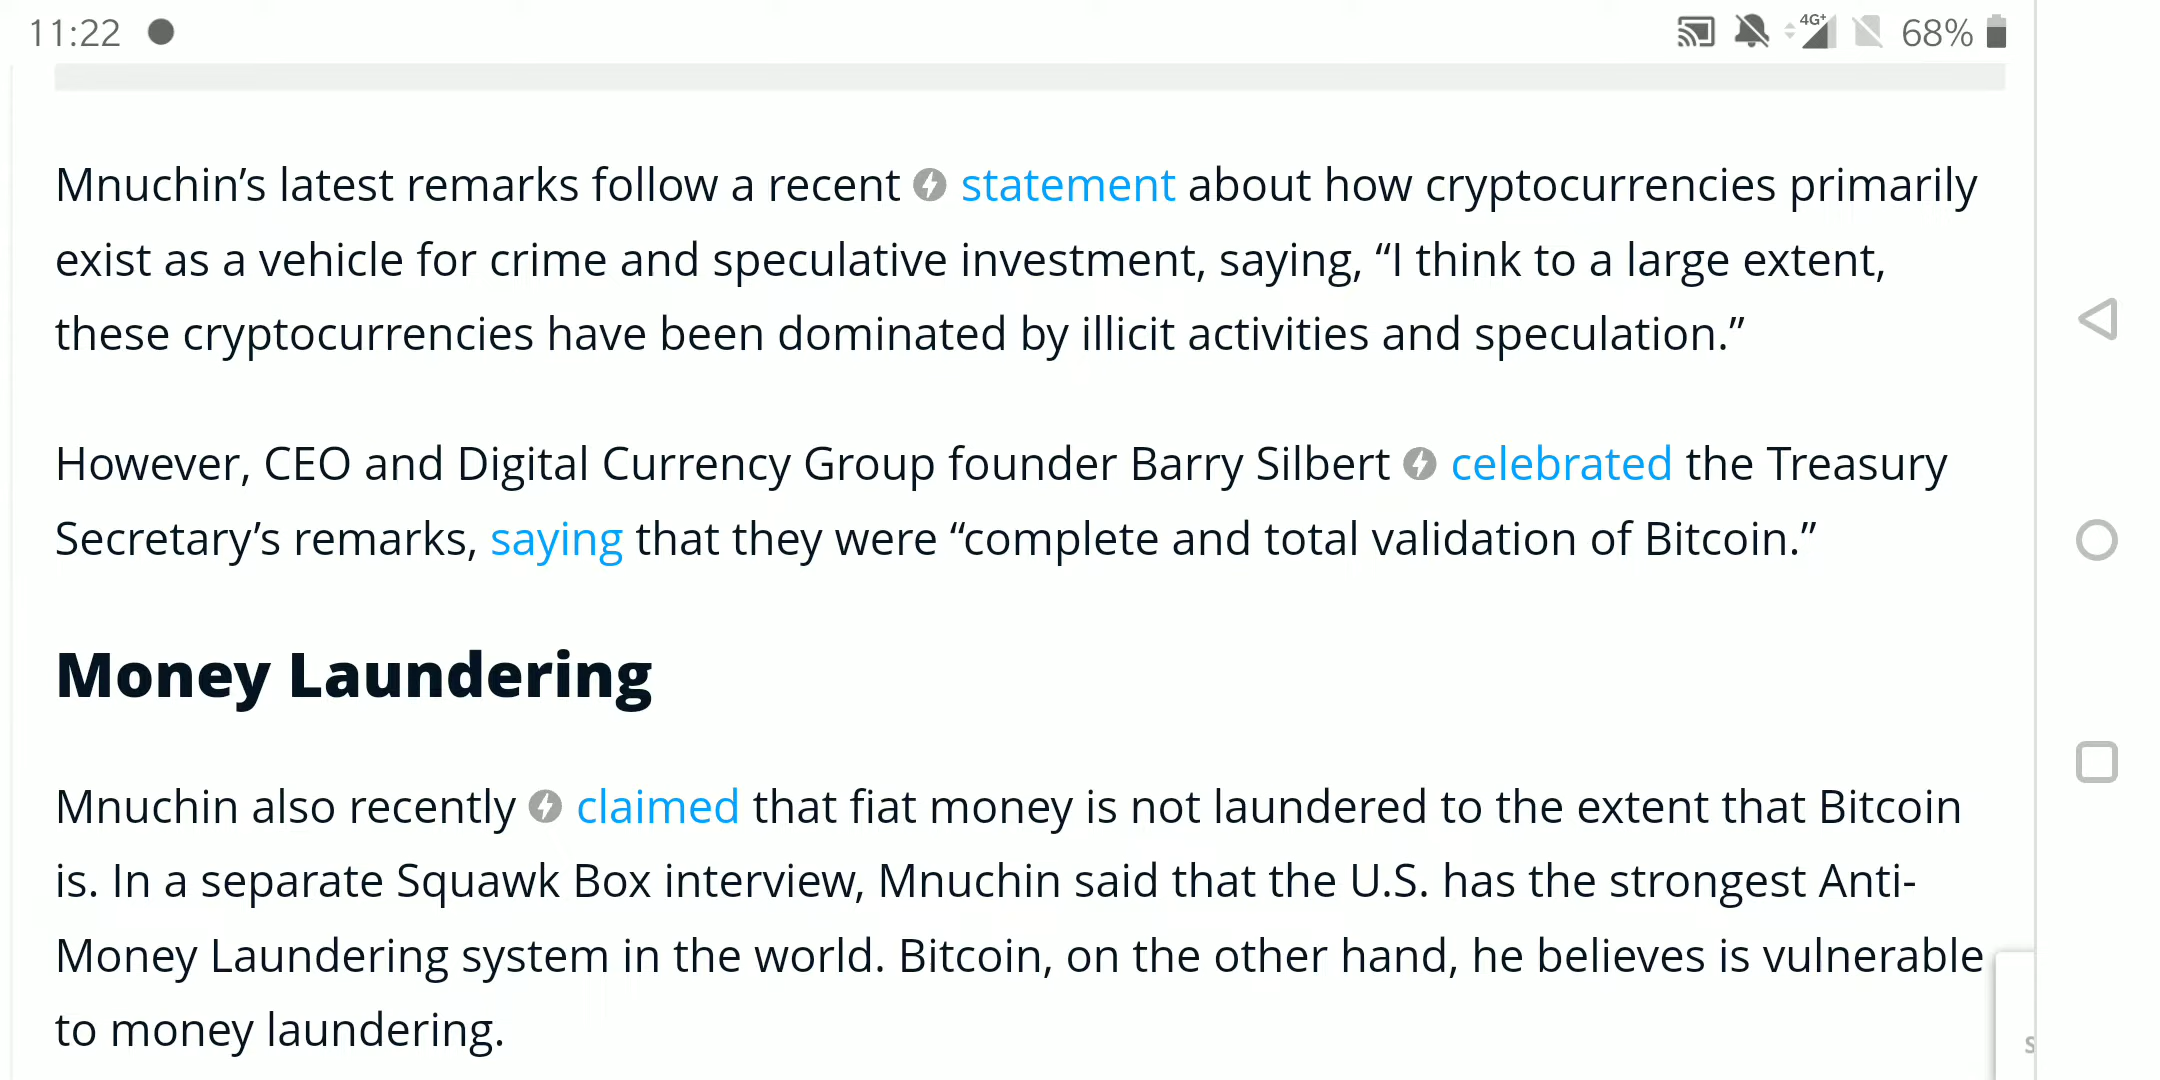 11:22
4G+
68%
Mnuchin’s latest remarks follow a recent statement about how cryptocurrencies primarily
exist as a vehicle for crime and speculative investment, saying, “I think to a large extent,
these cryptocurrencies have been dominated by illicit activities and speculation.”
However, CEO and Digital Currency Group founder Barry Silbert celebrated the Treasury
Secretary’s remarks, saying that they were “complete and total validation of Bitcoin.”
Money Laundering
Mnuchin also recently claimed that fiat money is not laundered to the extent that Bitcoin
is. In a separate Squawk Box interview, Mnuchin said that the U.S. has the strongest Anti-
Money Laundering system in the world. Bitcoin, on the other hand, he believes is vulnerable
to money laundering.